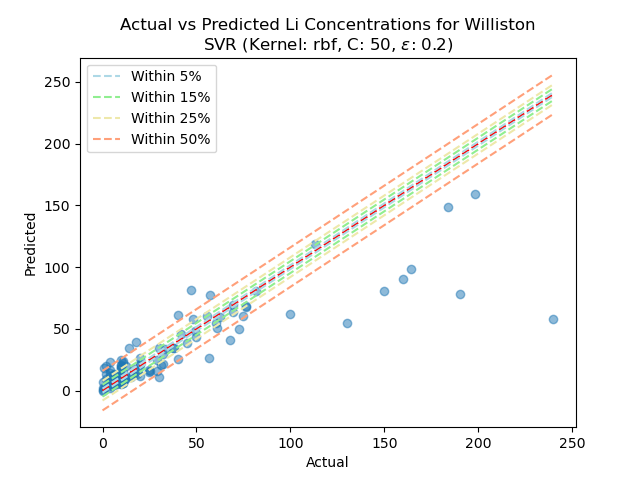 Actual vs Predicted Li Concentrations for Williston
SVR (Kernel: rbf, C: 50, ε: 0.2)
Within 5%
Within 15%
Within 25%
Within 50%
250
200
150
100
50
0
Predicted
0 50 100 150 200 250
Actual